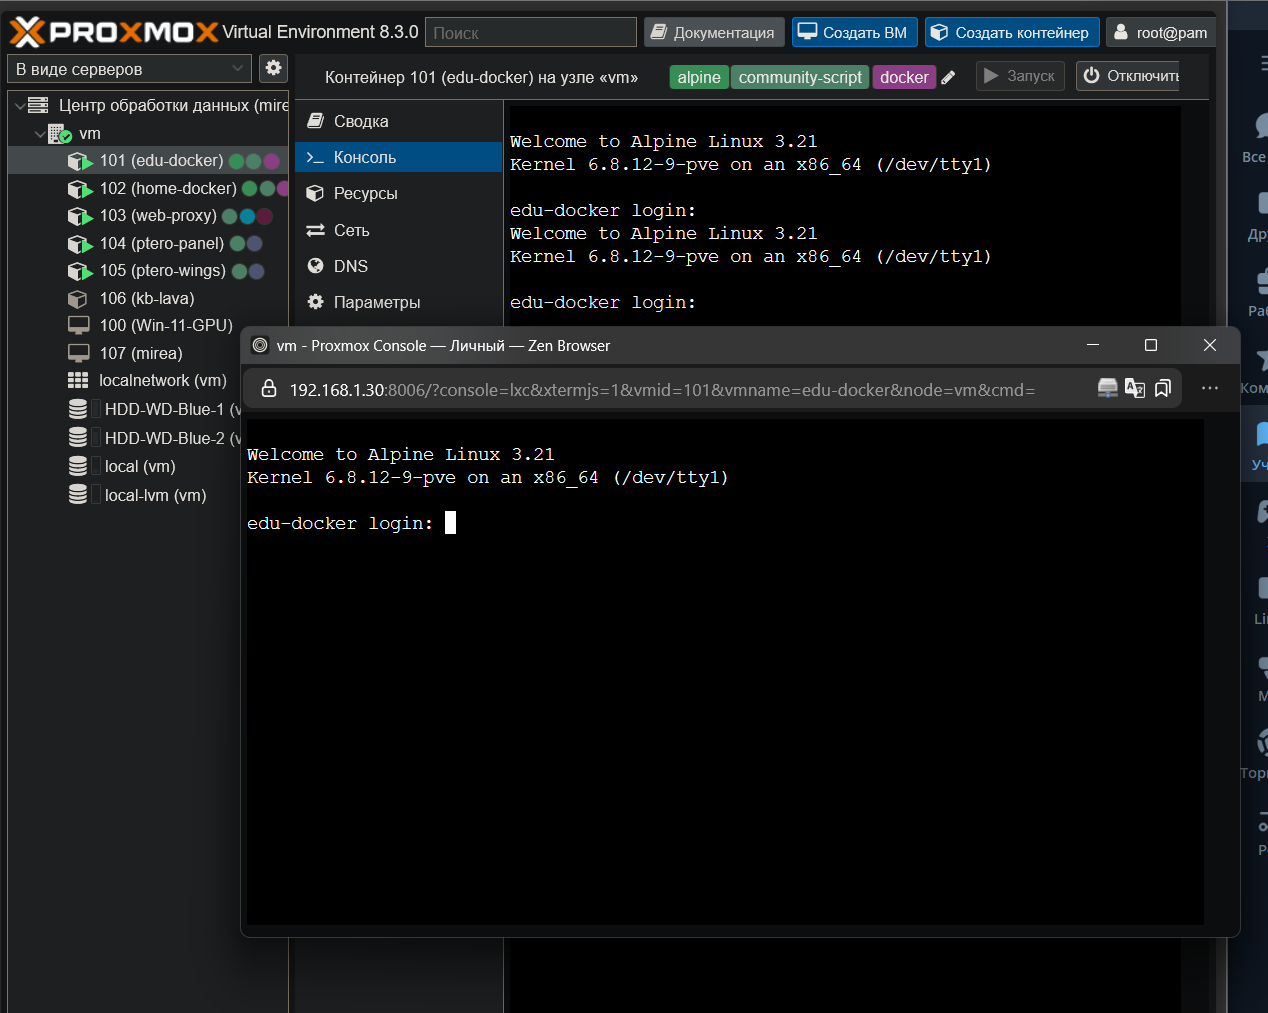 PROXMOX Virtual Environment 8.3.0 Поиск Документация Создать ВМ Создать контейнер root@pam
В виде серверов
Контейнер 101 (edu-docker) на узле «vm» alpine community-script docker Запуск Отключить
Центр обработки данных (mire
vm
101 (edu-docker)
102 (home-docker)
103 (web-proxy)
104 (ptero-panel)
105 (ptero-wings)
106 (kb-lava)
100 (Win-11-GPU)
107 (mirea)
localnetwork (vm)
HDD-WD-Blue-1 (v
HDD-WD-Blue-2 (v
local (vm)
local-lvm (vm)
Сводка
Консоль
Ресурсы
Сеть
DNS
Параметры
Welcome to Alpine Linux 3.21
Kernel 6.8.12-9-pve on an x86_64 (/dev/tty1)
edu-docker login:
Welcome to Alpine Linux 3.21
Kernel 6.8.12-9-pve on an x86_64 (/dev/tty1)
edu-docker login:
vm - Proxmox Console — Личный — Zen Browser
192.168.1.30:8006/?console=lxc&xtermjs=1&vmid=101&vmname=edu-docker&node=vm&cmd=
Welcome to Alpine Linux 3.21
Kernel 6.8.12-9-pve on an x86_64 (/dev/tty1)
edu-docker login:
Все